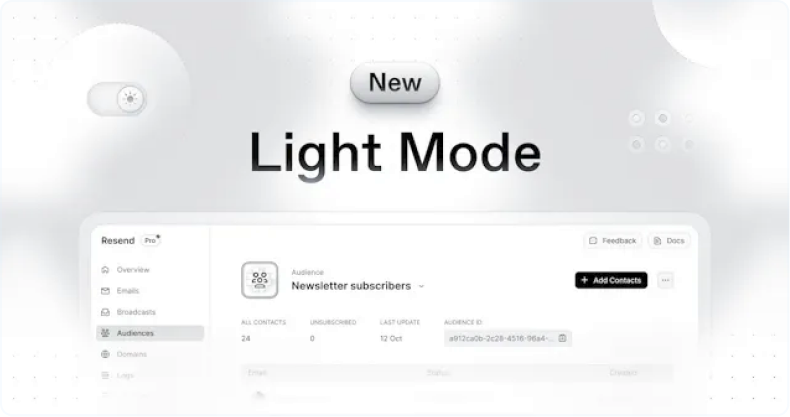 New
Light Mode
Resend Pro
Feedback Docs
Overview
Audience
Newsletter subscribers
Add Contacts
Emails
Broadcasts
ALL CONTACTS UNSUBSCRIBED LAST UPDATE AUDIENCE ID
Audiences
24 0 12 Oct a912ca0b-2c28-4516-96a4-...
Domains
Email Status Created
Logs